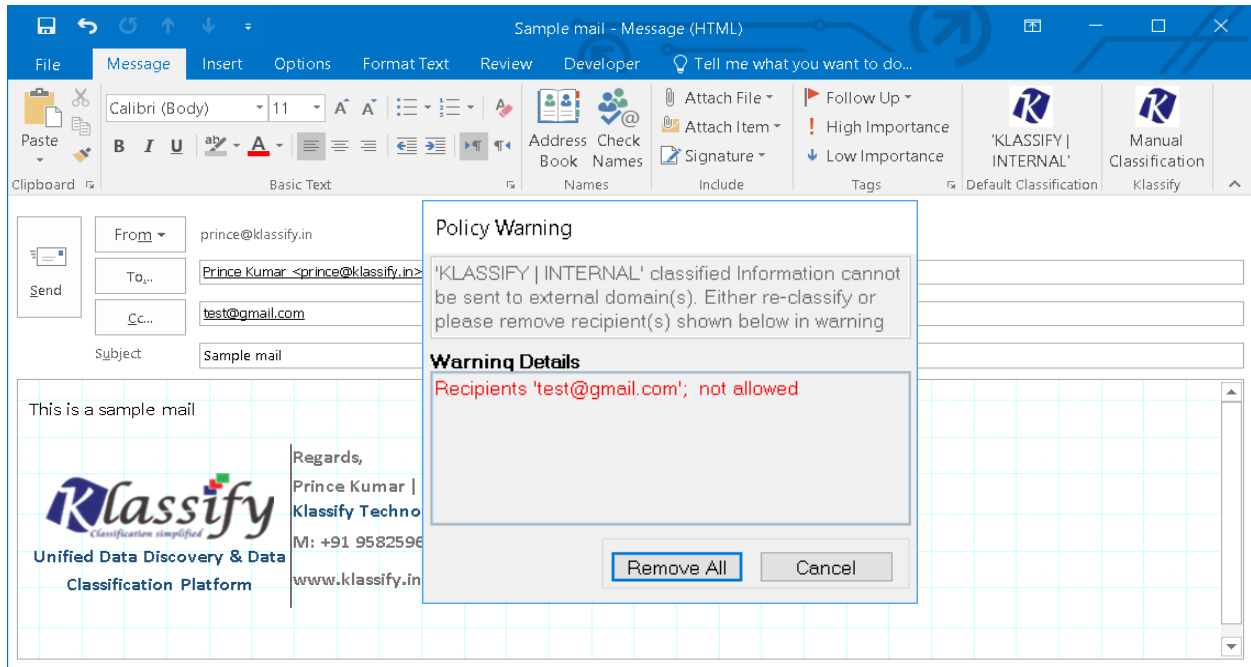 Sample mail - Message (HTML)
File Message Insert Options Format Text Review Developer Tell me what you want to do...
Paste
Clipboard
Calibri (Body) 11
B I U
Basic Text
Address Book
Check Names
Names
Attach File
Attach Item
Signature
Include
Follow Up
High Importance
Low Importance
Tags
'KLASSIFY |
INTERNAL'
Default Classification
Manual
Classification
Klassify
Send
From prince@klassify.in
To... Prince Kumar <prince@klassify.in>
Cc... test@gmail.com
Subject Sample mail
This is a sample mail
Klassify
Classification simplified
Unified Data Discovery & Data
Classification Platform
Regards,
Prince Kumar |
Klassify Techno
M: +91 9582596
www.klassify.in
Policy Warning
'KLASSIFY | INTERNAL' classified Information cannot
be sent to external domain(s). Either re-classify or
please remove recipient(s) shown below in warning
Warning Details
Recipients 'test@gmail.com';  not allowed
Remove All Cancel